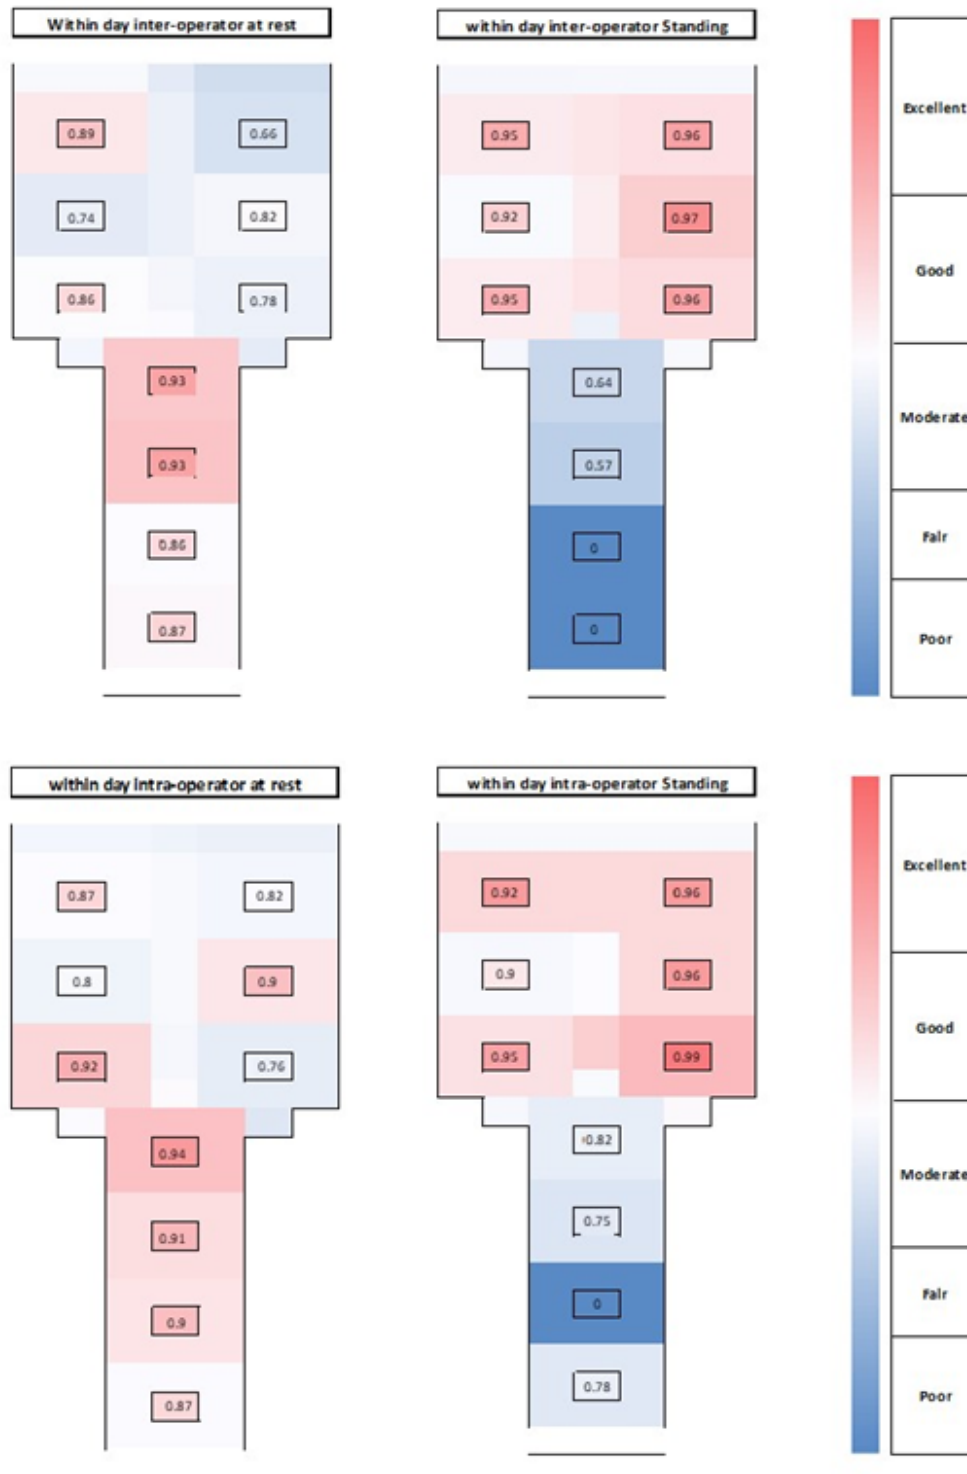 Within day inter-operator at rest
within day inter-operator Standing
0.89
0.66
0.95
0.96
Excellent
0.74
0.82
0.92
0.97
Good
0.86
0.78
0.95
0.96
0.93
0.64
Moderate
0.93
0.57
0.86
0
Fair
0.87
0
Poor
within day intra-operator at rest
within day intra-operator Standing
0.87
0.82
0.92
0.96
Excellent
0.8
0.9
0.9
0.96
Good
0.92
0.76
0.95
0.99
0.94
0.82
Moderate
0.91
0.75
0.9
0
Fair
0.87
0.78
Poor